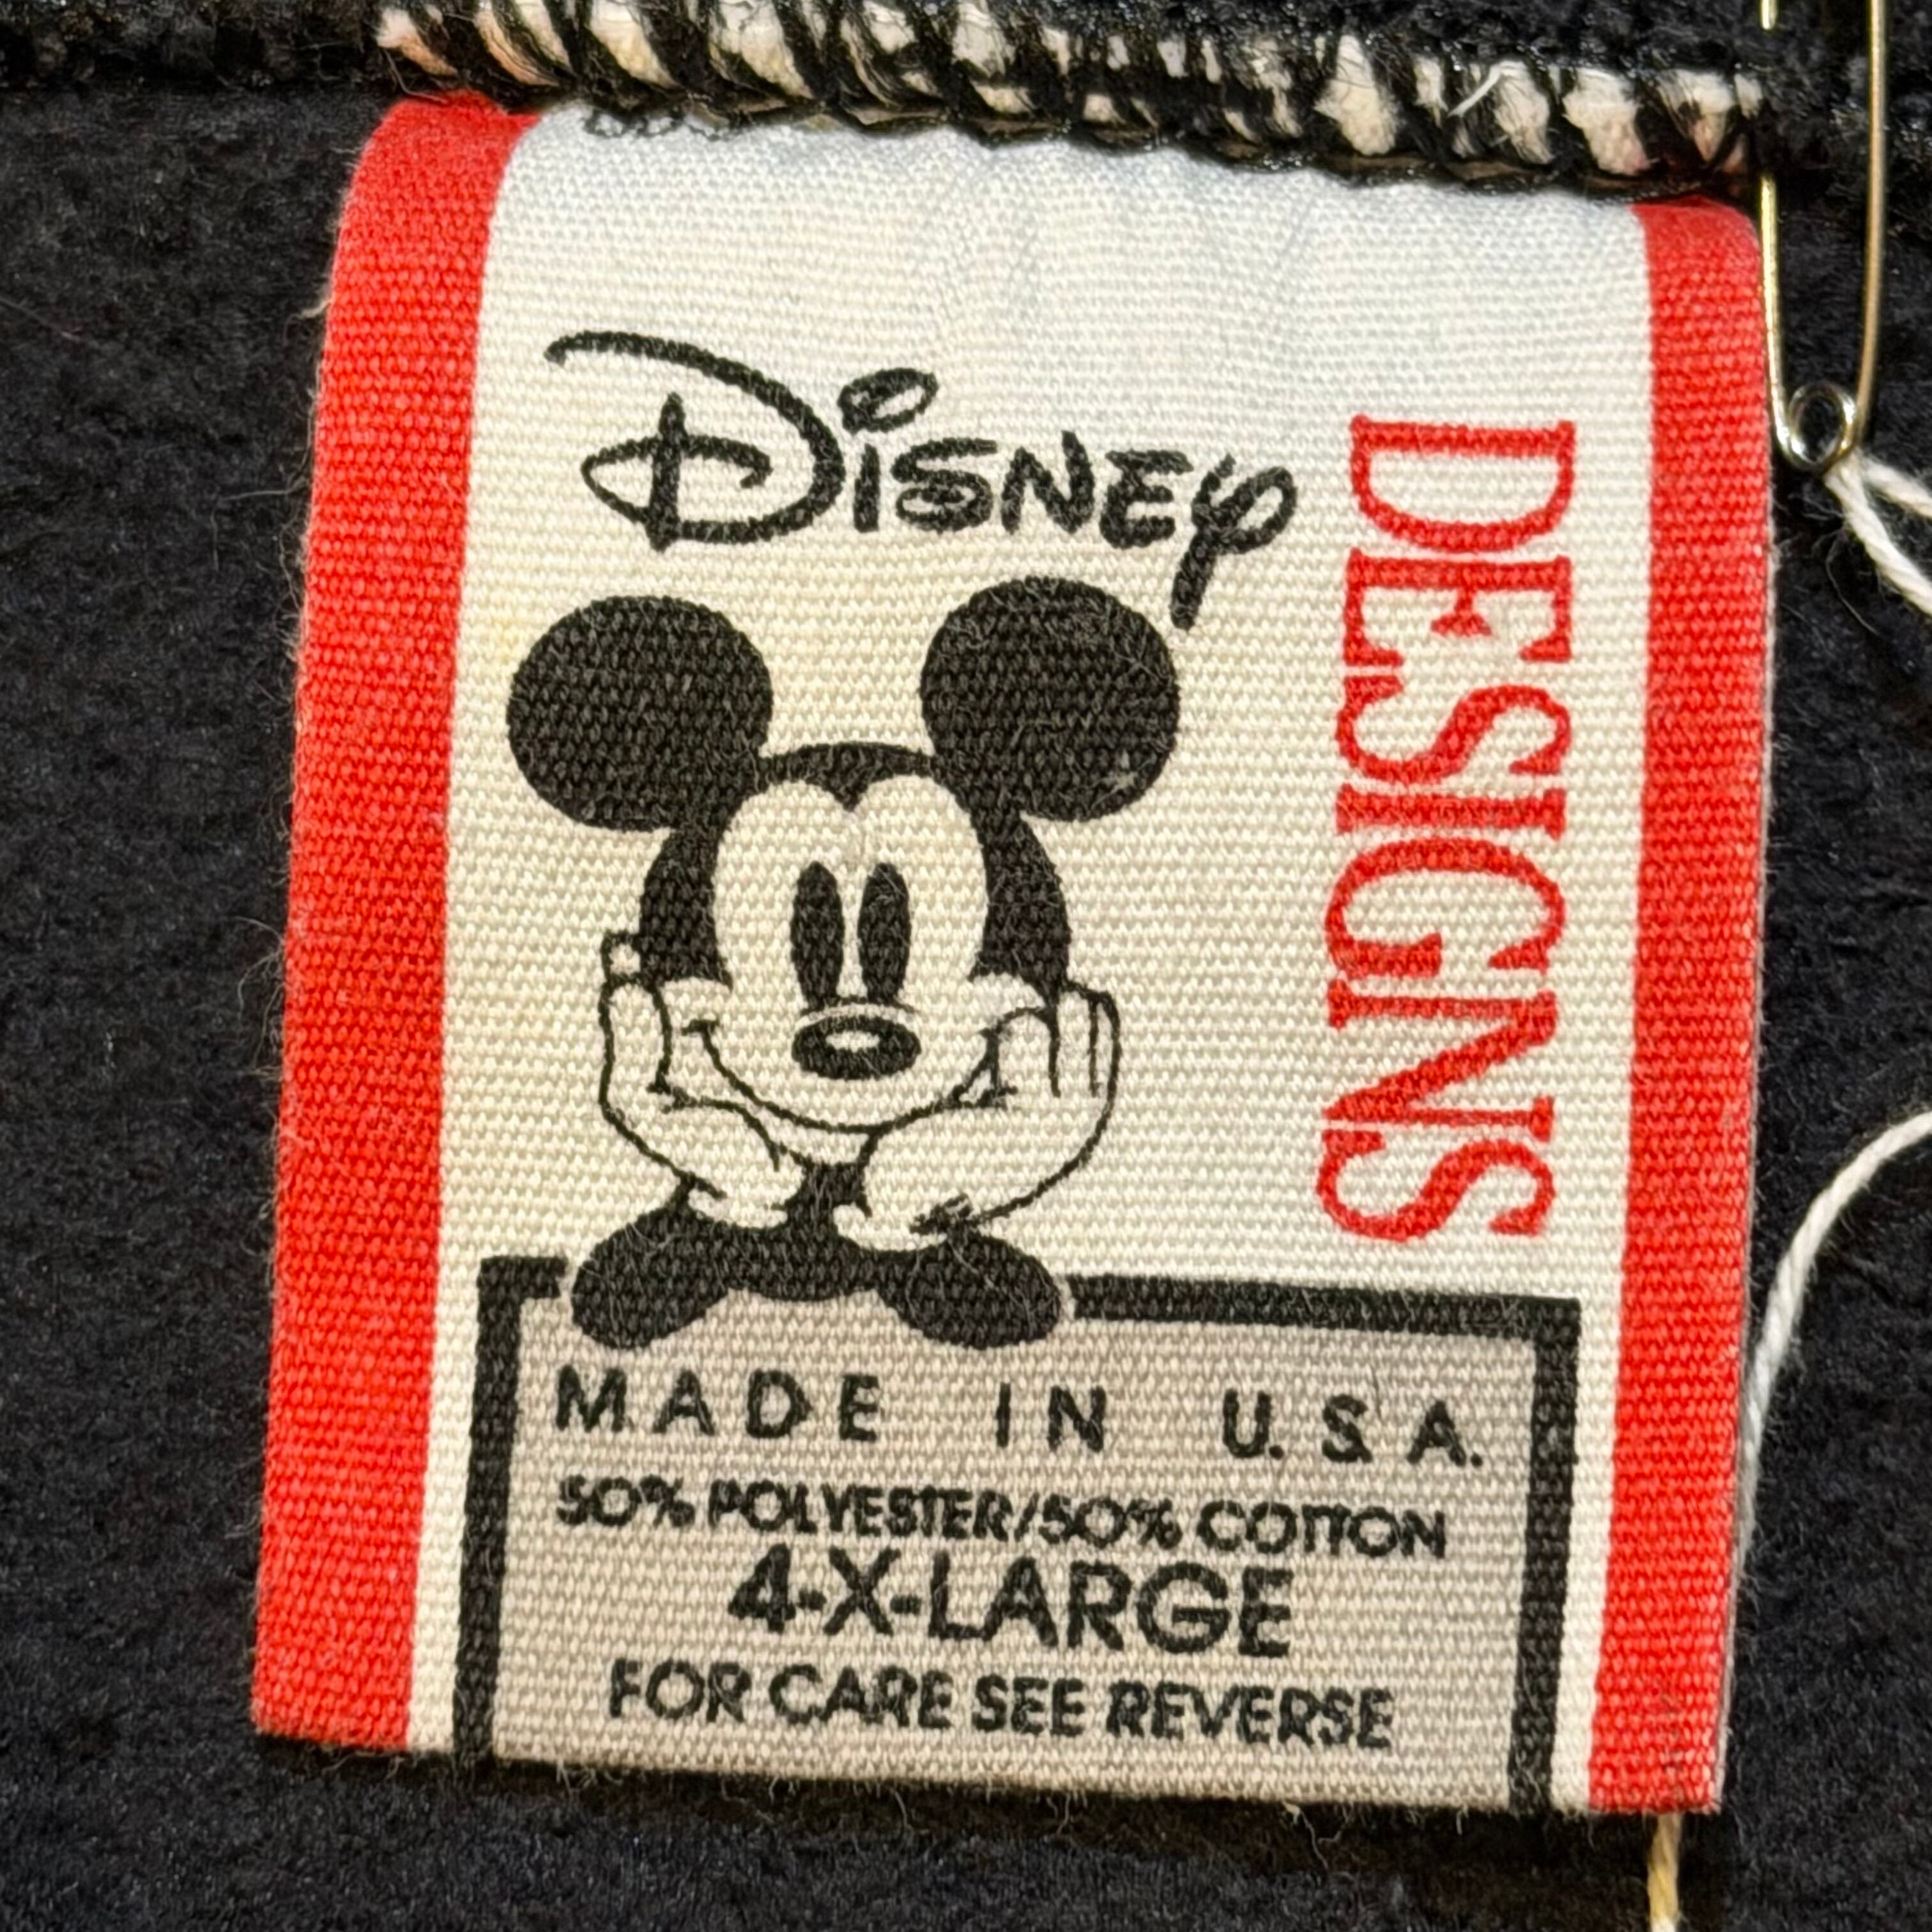 Disney
DESIGNS
MADE IN U.S.A.
50% POLYESTER/50% COTTON
4-X-LARGE
FOR CARE SEE REVERSE